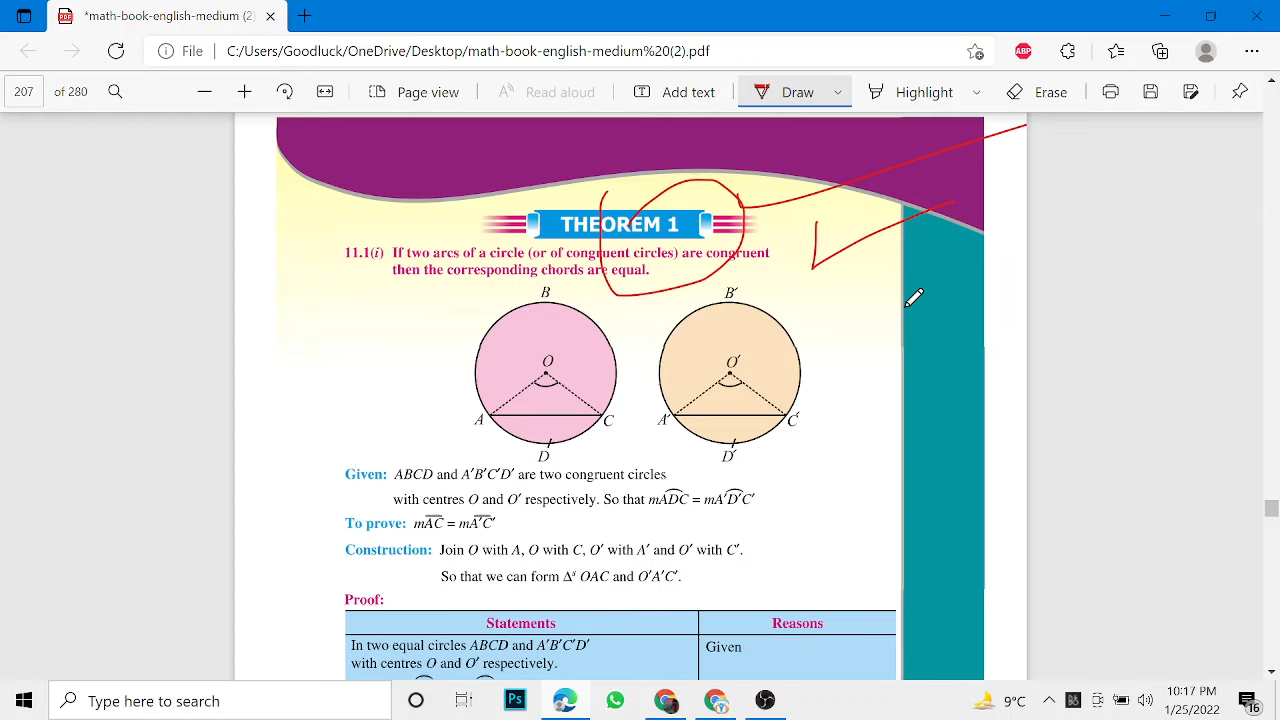 *math-book-english-medium (2).pdf
File C:/Users/Goodluck/OneDrive/Desktop/math-book-english-medium%20(2).pdf
ABP
207 of 280 Page view Read aloud Add text Draw Highlight Erase
THEOREM 1
11.1(i) If two arcs of a circle (or of congruent circles) are congruent
then the corresponding chords are equal.
B B′
O O′
A C A′ C′
D D′
Given: ABCD and A′B′C′D′ are two congruent circles
with centres O and O′ respectively. So that mADC = mA′D′C′
To prove: mAC = mA′C′
Construction: Join O with A, O with C, O′ with A′ and O′ with C′.
So that we can form Δˢ OAC and O′A′C′.
Proof:
Statements Reasons
In two equal circles ABCD and A′B′C′D′ Given
with centres O and O′ respectively.
Type here to search Ps 9°C 10:17 PM
1/25/2022 16